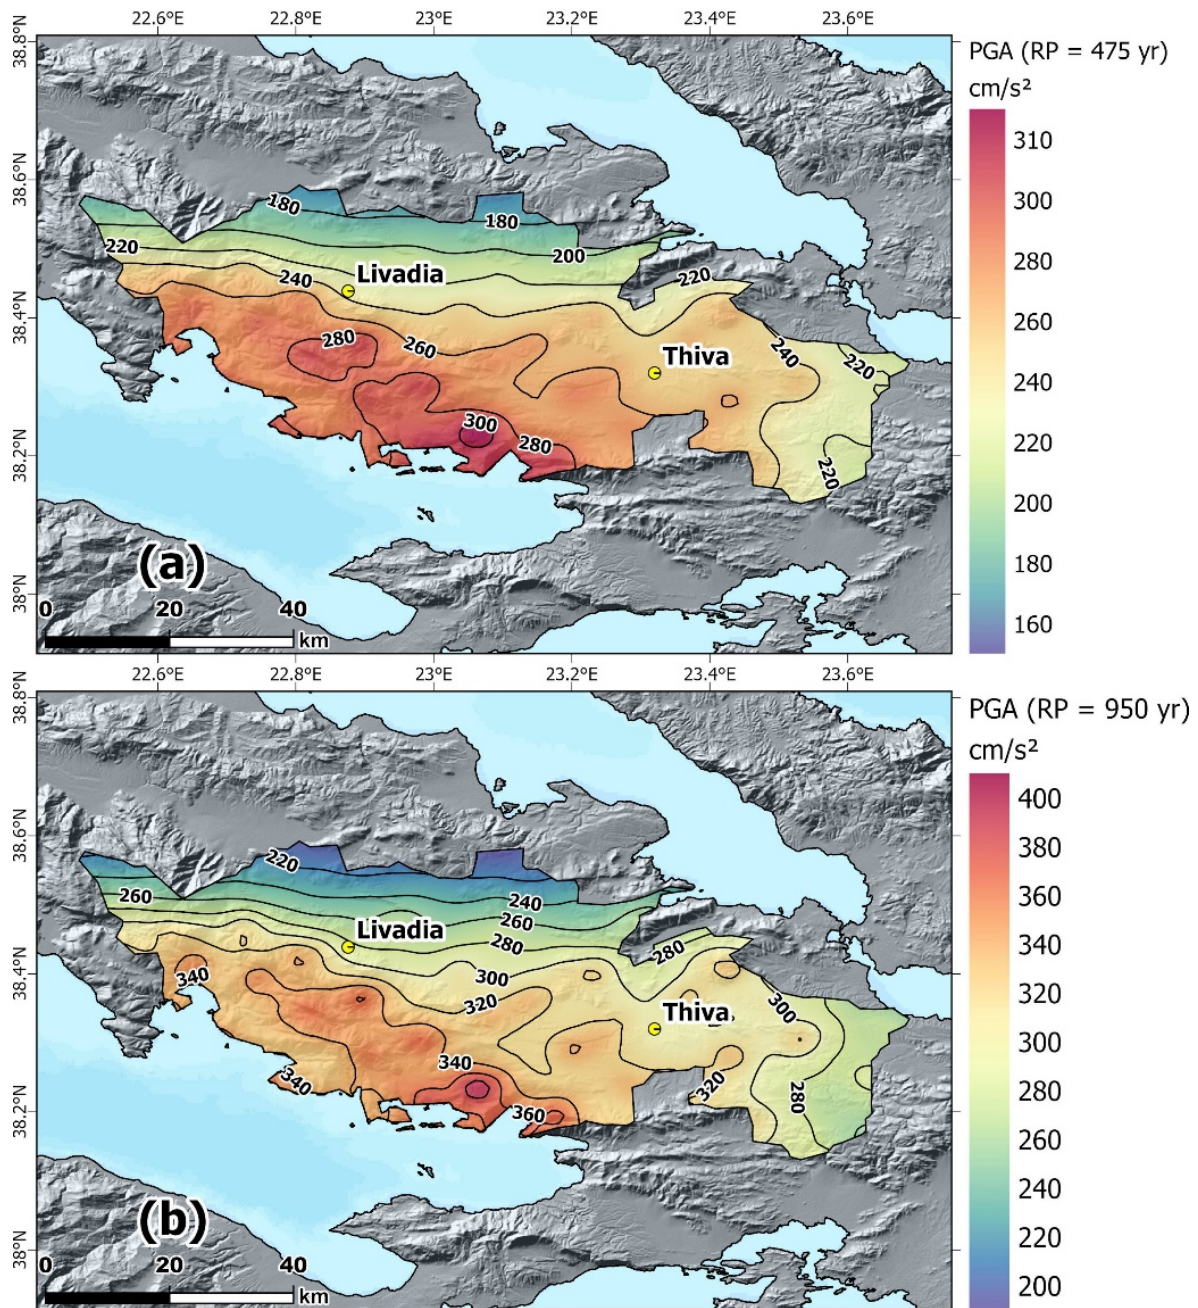 22.6°E 22.8°E 23°E 23.2°E 23.4°E 23.6°E
38.8°N
38.6°N
38.4°N
38.2°N
38°N
180
180
200
220
220
240
Livadia
260
280
Thiva
240
220
300
280
220
(a)
0 20 40
km
PGA (RP = 475 yr)
cm/s²
310
300
280
260
240
220
200
180
160
22.6°E 22.8°E 23°E 23.2°E 23.4°E 23.6°E
38.8°N
38.6°N
38.4°N
38.2°N
38°N
220
240
260
260
Livadia
280
280
300
340
320
Thiva
300
340
320
280
340
360
(b)
0 20 40
km
PGA (RP = 950 yr)
cm/s²
400
380
360
340
320
300
280
260
240
220
200